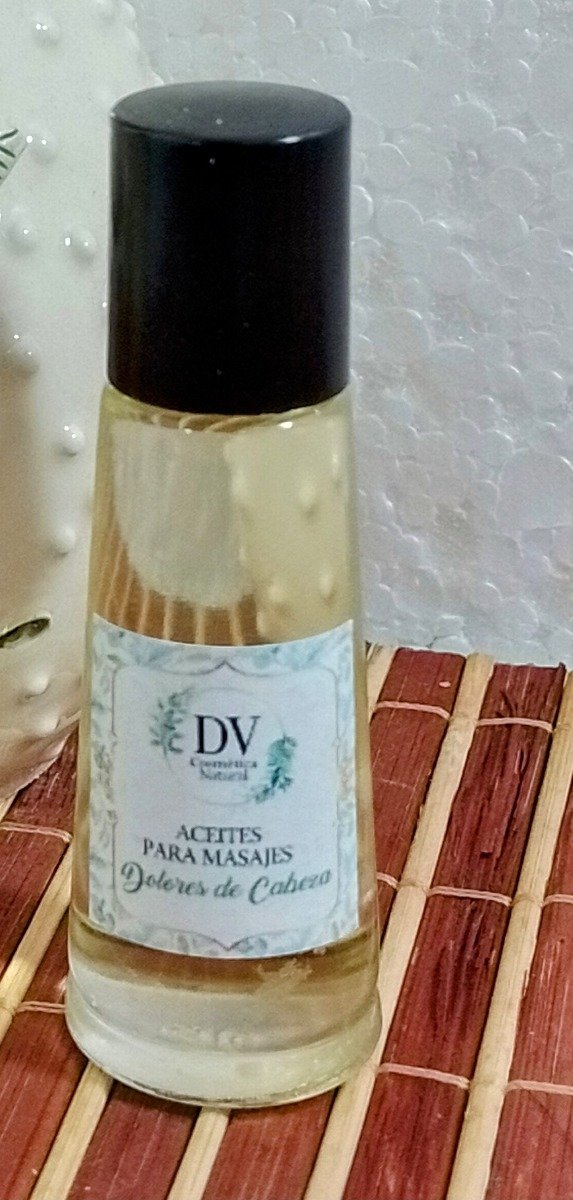 DV
Cosmética
Natural
ACEITES
PARA MASAJES
Dolores de Cabeza